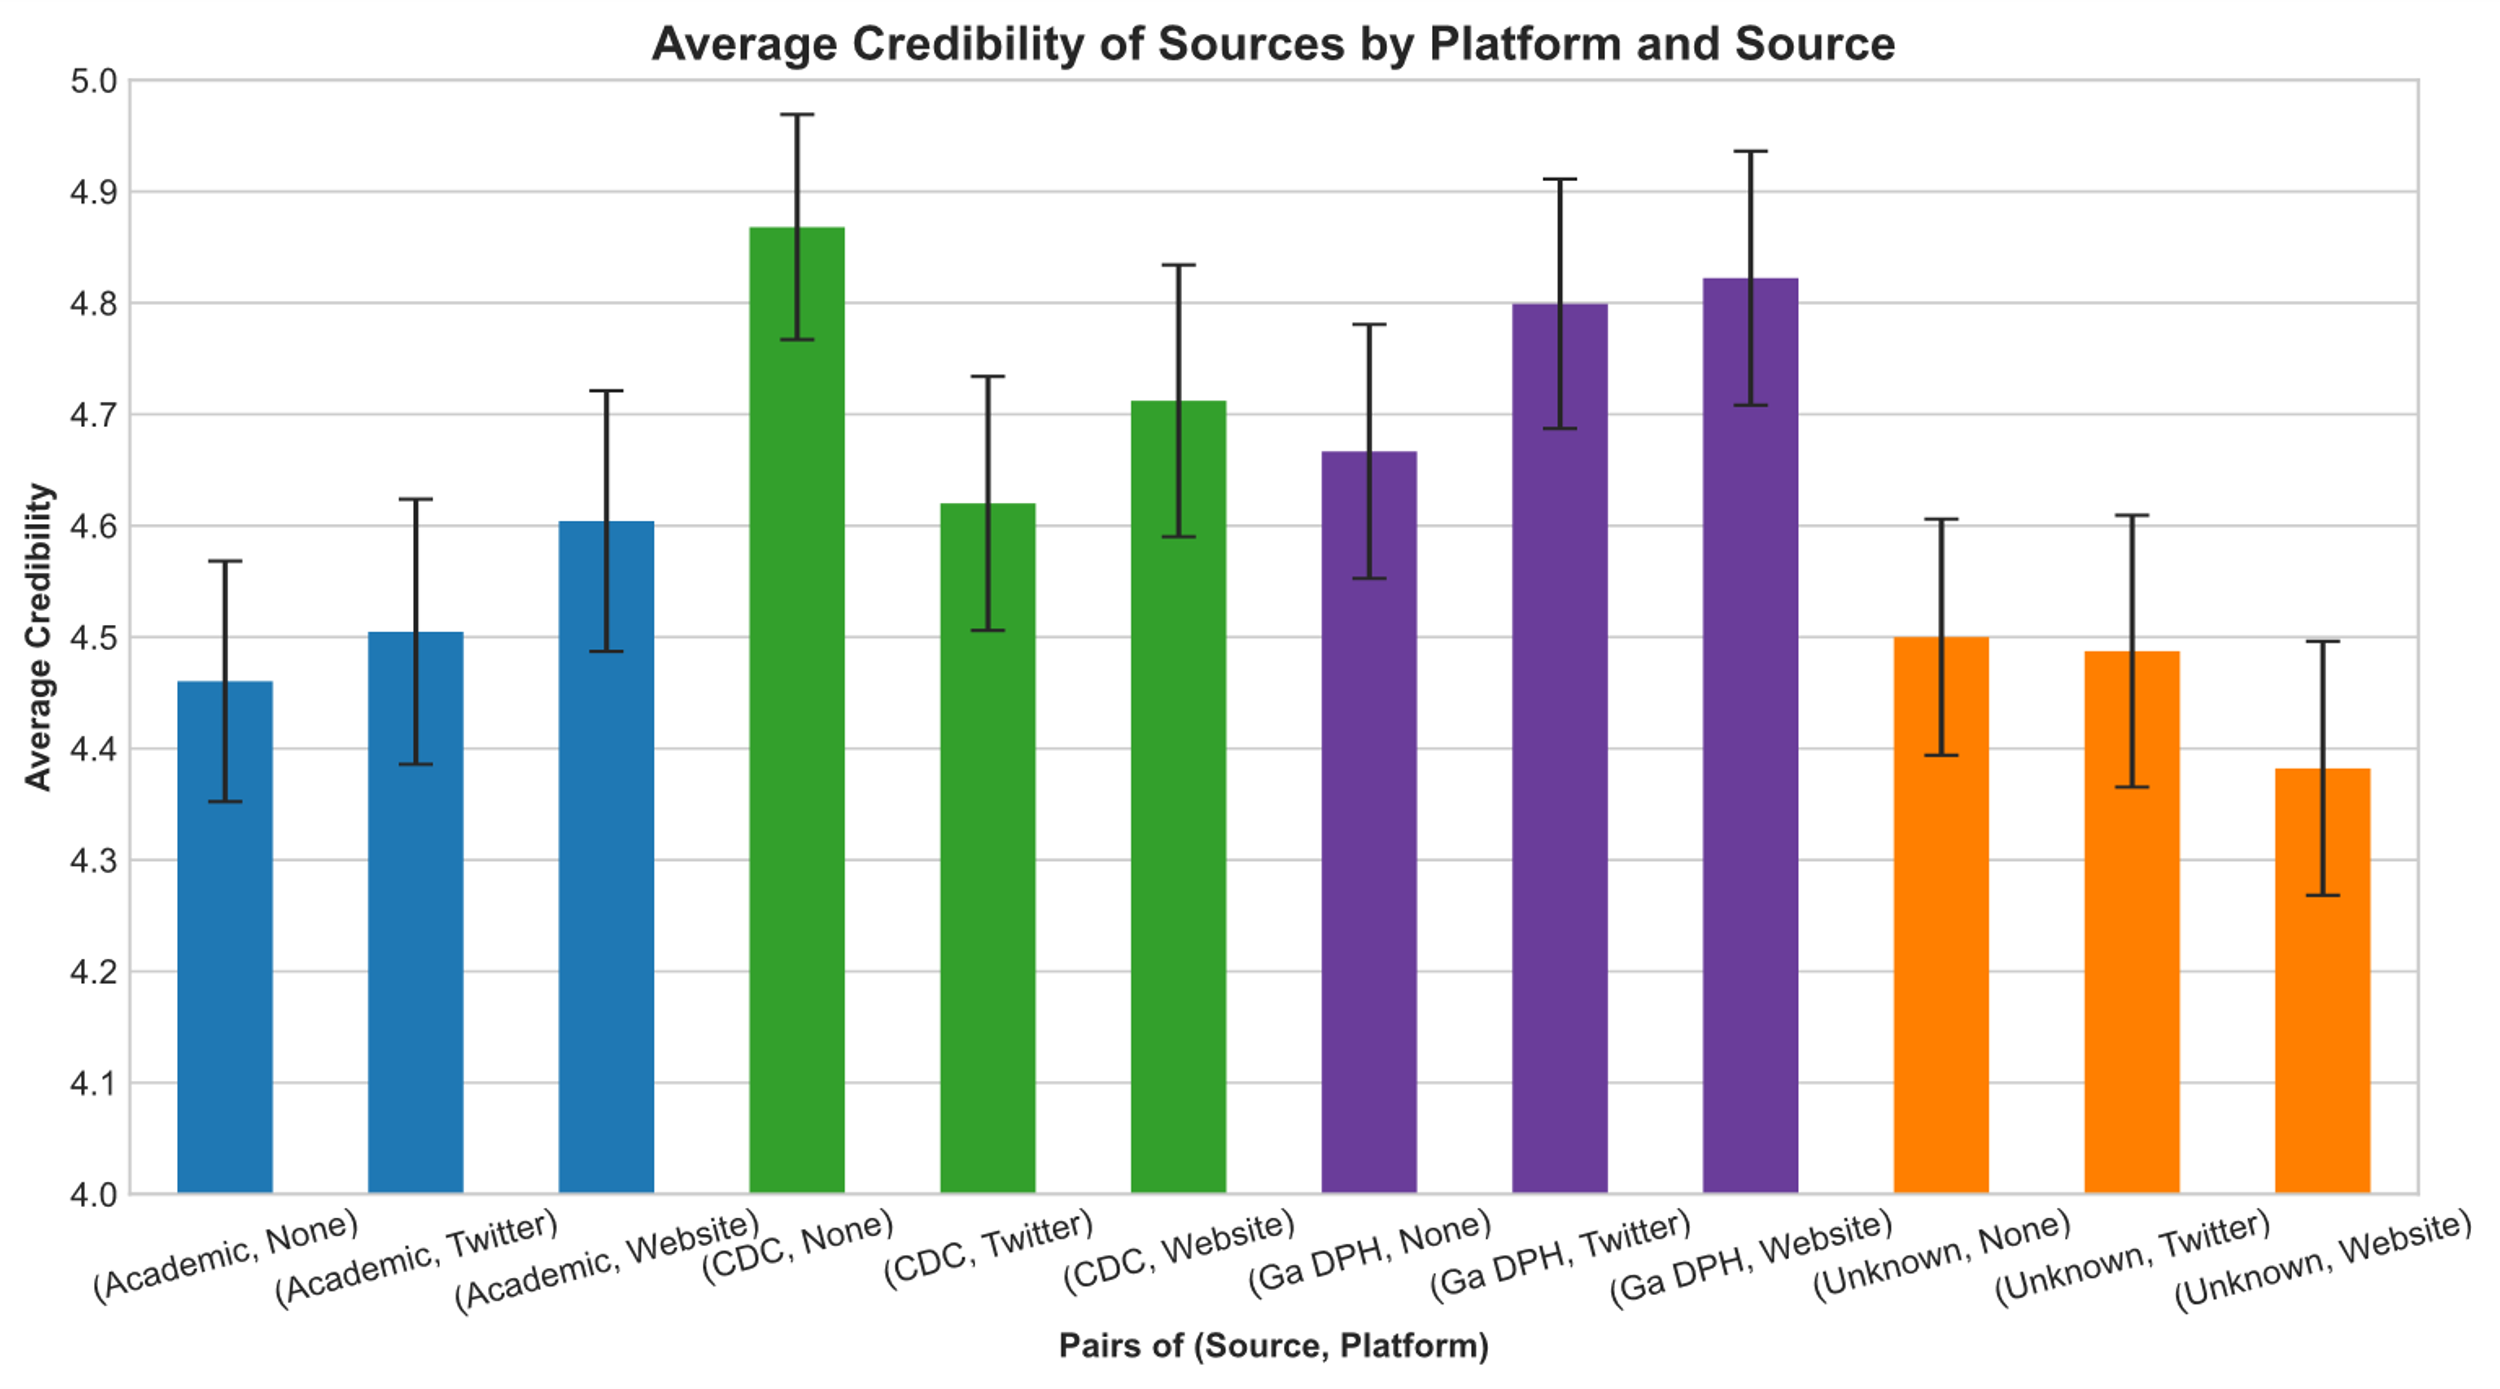 Average Credibility of Sources by Platform and Source
5.0
4.9
4.8
4.7
4.6
4.5
4.4
4.3
4.2
4.1
4.0
Average Credibility
(Academic, None)
(Academic, Twitter)
(Academic, Website)
(CDC, None)
(CDC, Twitter)
(CDC, Website)
(Ga DPH, None)
(Ga DPH, Twitter)
(Ga DPH, Website)
(Unknown, None)
(Unknown, Twitter)
(Unknown, Website)
Pairs of (Source, Platform)